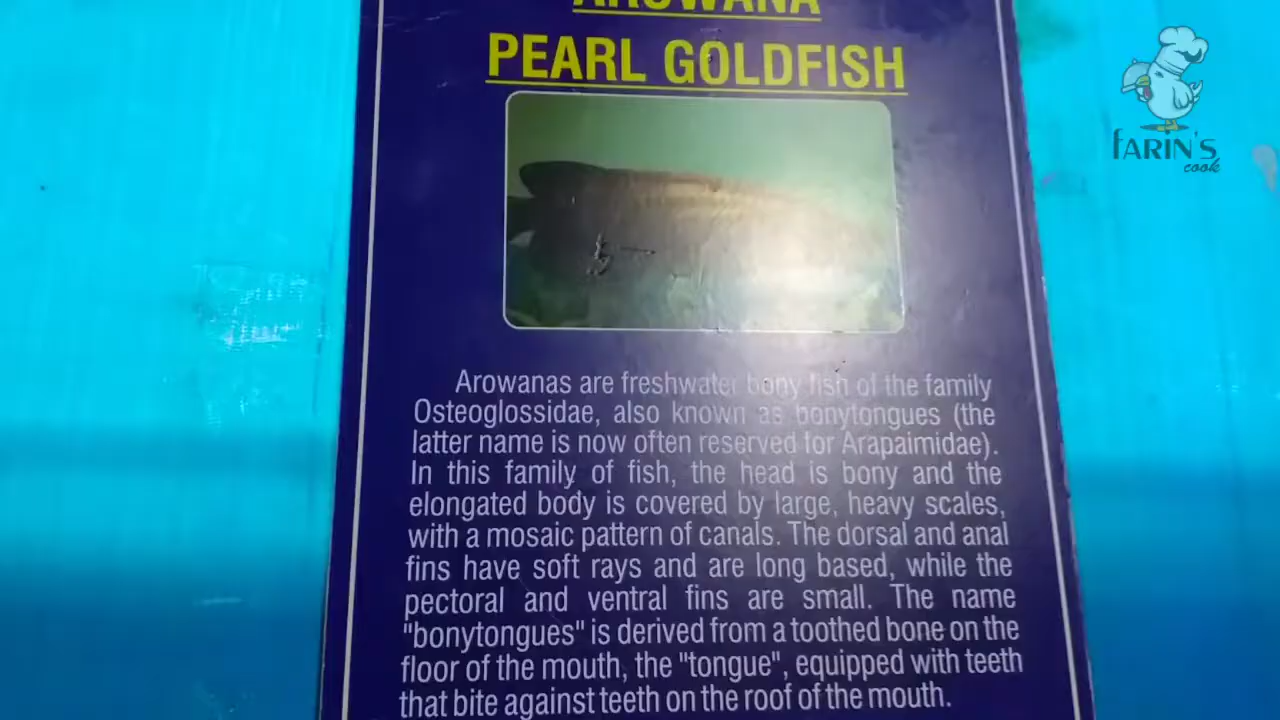 AROWANA
PEARL GOLDFISH
fARIN'S
cook
Arowanas are freshwater bony fish of the family
Osteoglossidae, also known as bonytongues (the
latter name is now often reserved for Arapaimidae).
In this family of fish, the head is bony and the
elongated body is covered by large, heavy scales,
with a mosaic pattern of canals. The dorsal and anal
fins have soft rays and are long based, while the
pectoral and ventral fins are small. The name
"bonytongues" is derived from a toothed bone on the
floor of the mouth, the "tongue", equipped with teeth
that bite against teeth on the roof of the mouth.